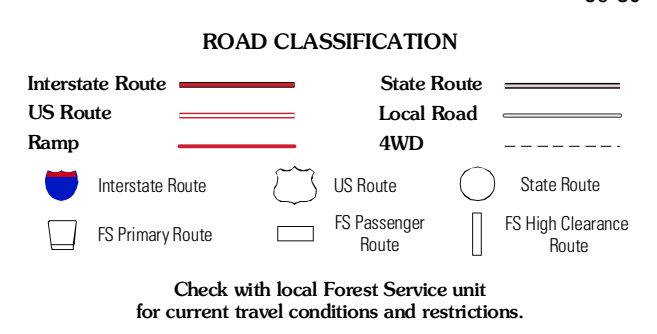 ROAD CLASSIFICATION
Interstate Route
State Route
US Route
Local Road
Ramp
4WD
Interstate Route
US Route
State Route
FS Primary Route
FS Passenger
Route
FS High Clearance
Route
Check with local Forest Service unit
for current travel conditions and restrictions.